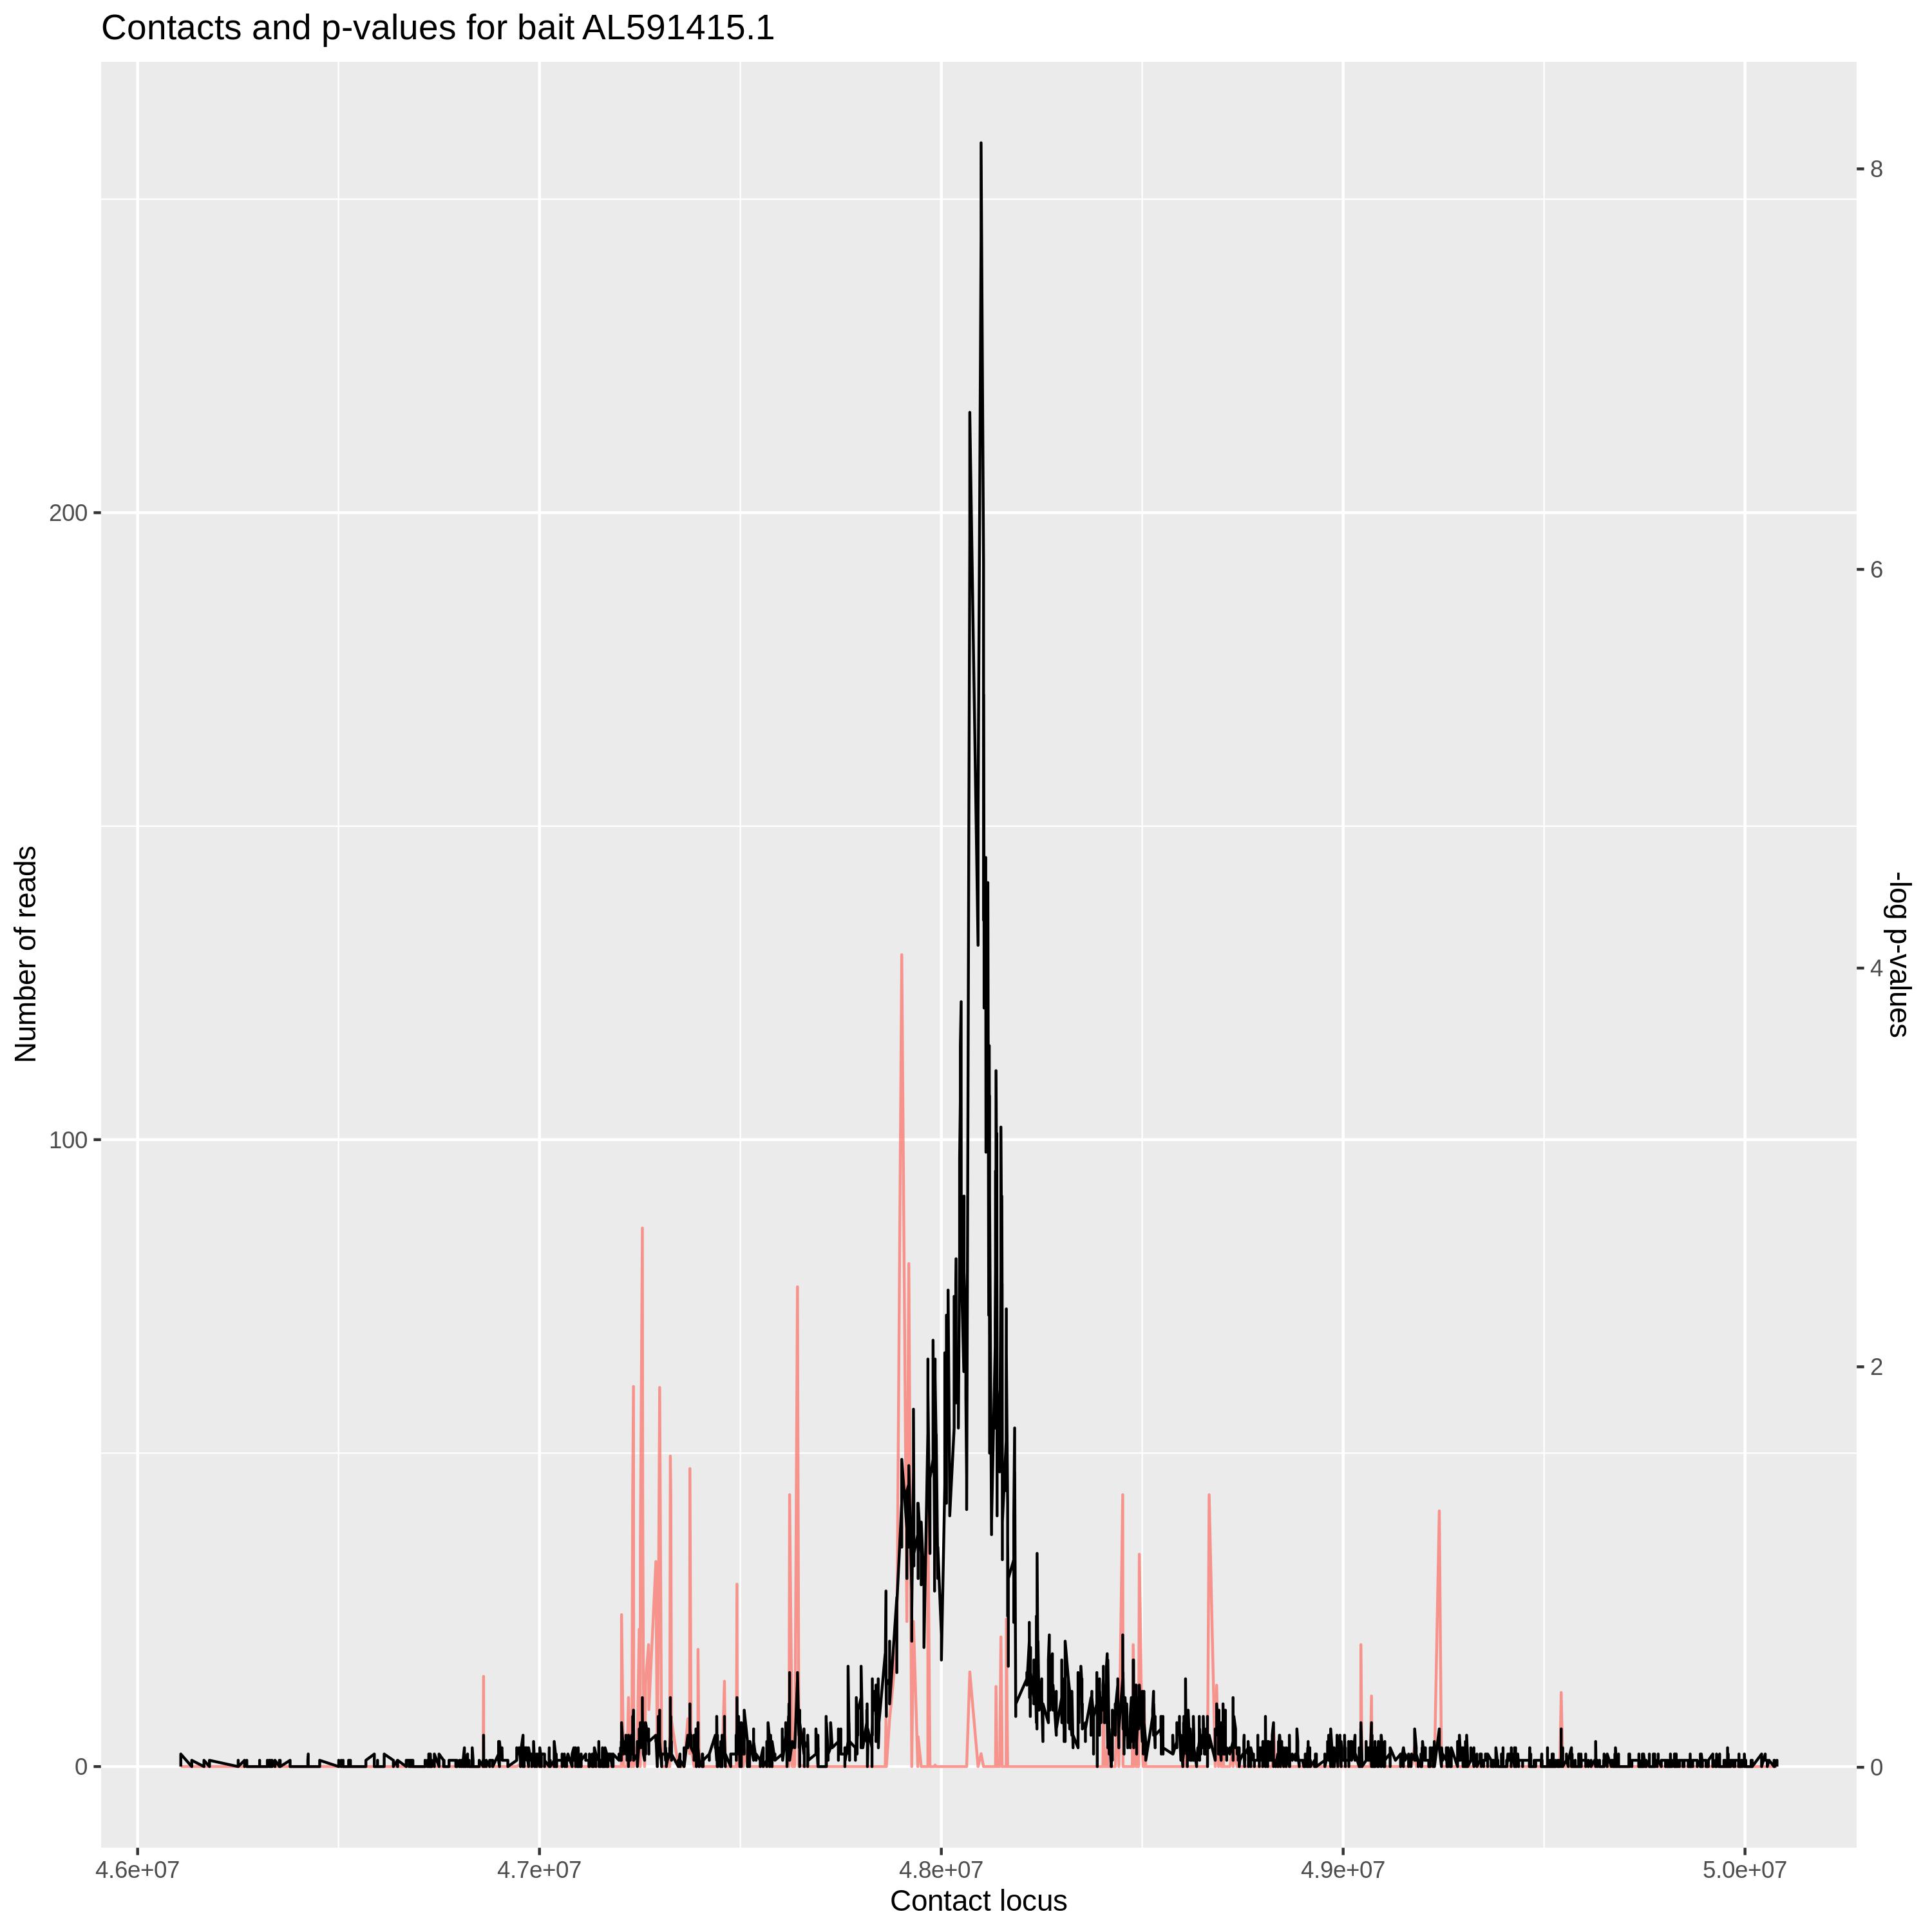 Contacts and p-values for bait AL591415.1
Number of reads
200
100
0
8
6
4
2
0
-log p-values
4.6e+07 4.7e+07 4.8e+07 4.9e+07 5.0e+07
Contact locus